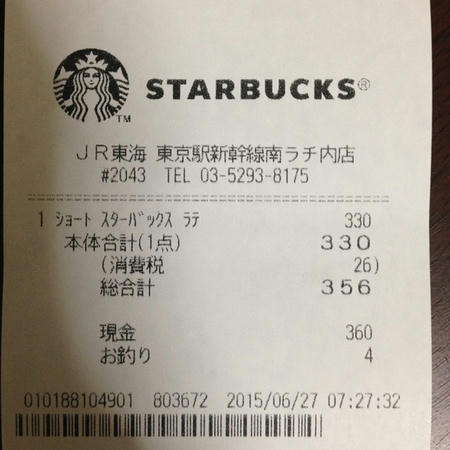 STARBUCKS®
TM
JR東海 東京駅新幹線南ラチ内店
#2043 TEL 03-5293-8175
1 ショート スターバックス ラテ 330
本体合計(1点) 330
(消費税 26)
総合計 356
現金 360
お釣り 4
010188104901 803672 2015/06/27 07:27:32